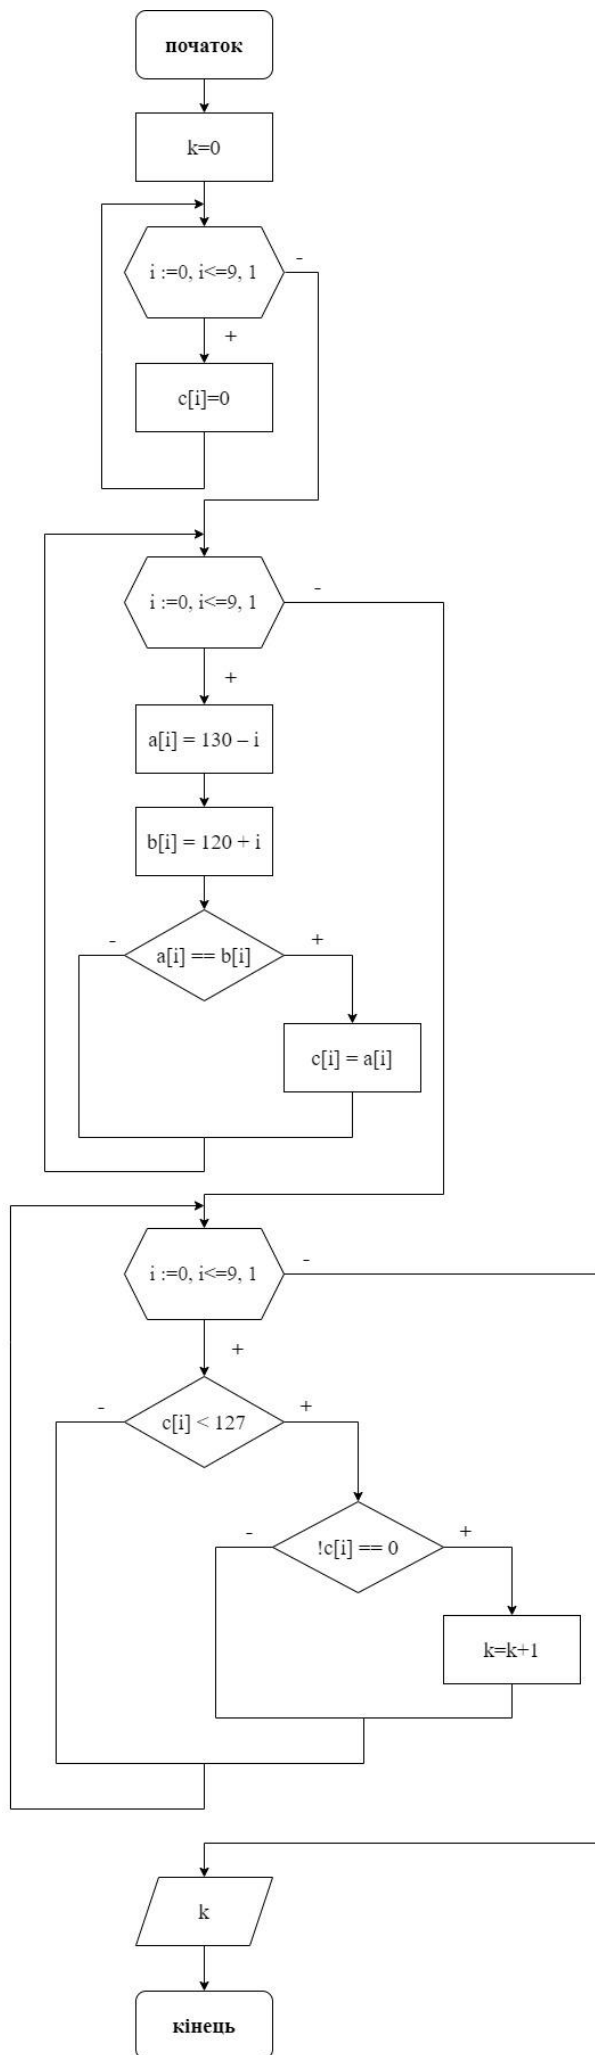 початок
k=0
i :=0, i<=9, 1
-
+
c[i]=0
i :=0, i<=9, 1
-
+
a[i] = 130 – i
b[i] = 120 + i
-
a[i] == b[i]
+
c[i] = a[i]
i :=0, i<=9, 1
-
+
-
c[i] < 127
+
-
!c[i] == 0
+
k=k+1
k
кінець